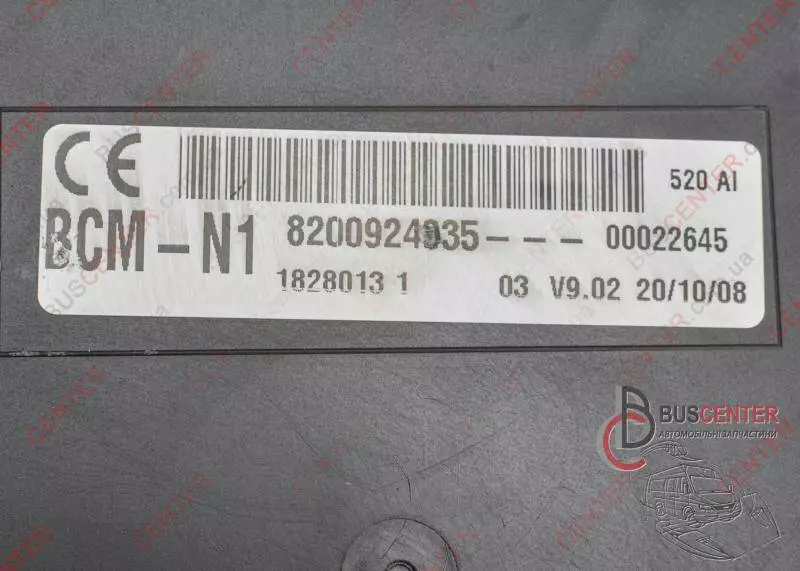 CE
520 AI
BCM-N1
8200924935--- 00022645
1828013 1
03 V9.02 20/10/08
BUSCENTER
АВТОМОБІЛЬНІ ЗАПЧАСТИНИ